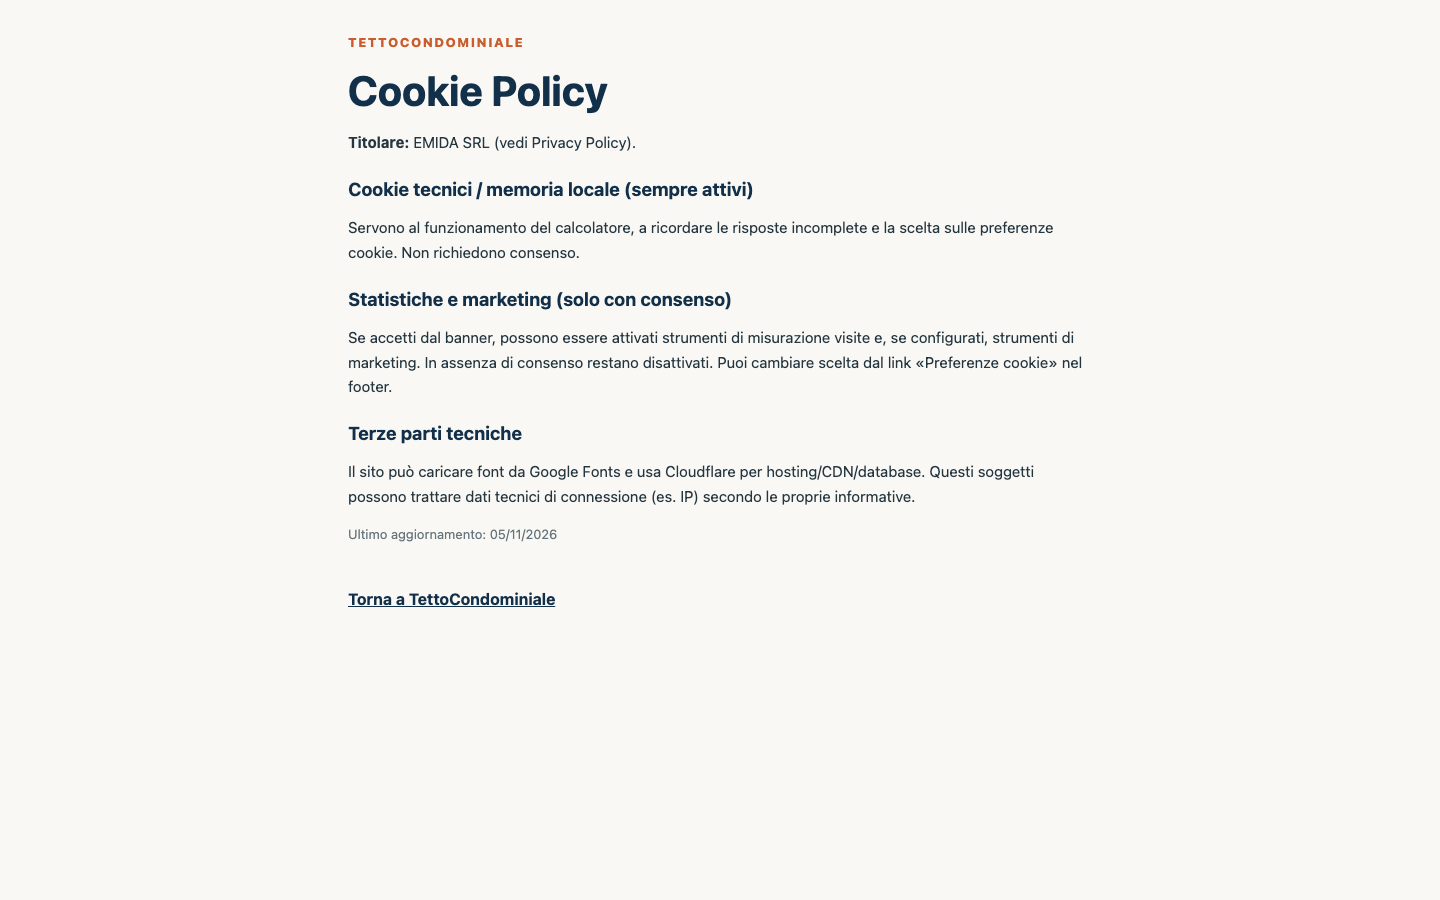 TETTOCONDOMINIALE
Cookie Policy
Titolare: EMIDA SRL (vedi Privacy Policy).
Cookie tecnici / memoria locale (sempre attivi)
Servono al funzionamento del calcolatore, a ricordare le risposte incomplete e la scelta sulle preferenze
cookie. Non richiedono consenso.
Statistiche e marketing (solo con consenso)
Se accetti dal banner, possono essere attivati strumenti di misurazione visite e, se configurati, strumenti di
marketing. In assenza di consenso restano disattivati. Puoi cambiare scelta dal link «Preferenze cookie» nel
footer.
Terze parti tecniche
Il sito può caricare font da Google Fonts e usa Cloudflare per hosting/CDN/database. Questi soggetti
possono trattare dati tecnici di connessione (es. IP) secondo le proprie informative.
Ultimo aggiornamento: 05/11/2026
Torna a TettoCondominiale